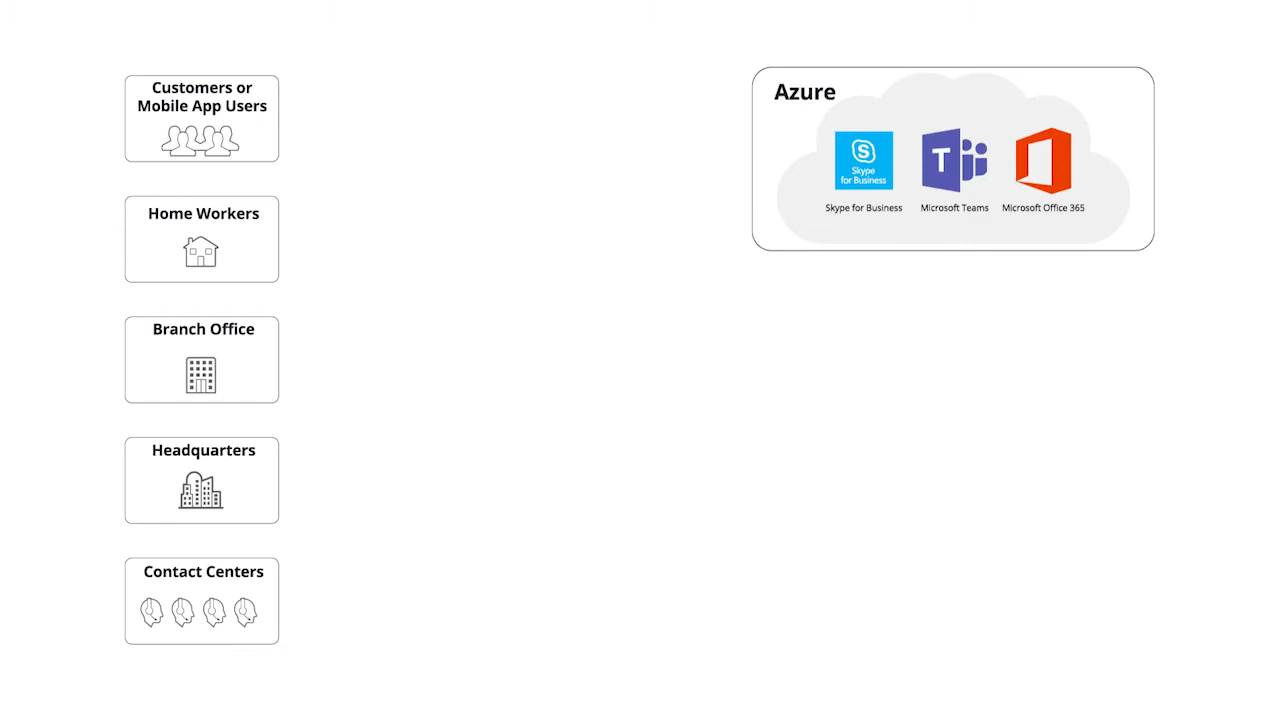 Customers or
Mobile App Users
Home Workers
Branch Office
Headquarters
Contact Centers
Azure
S
Skype
for Business
T
Skype for Business
Microsoft Teams
Microsoft Office 365